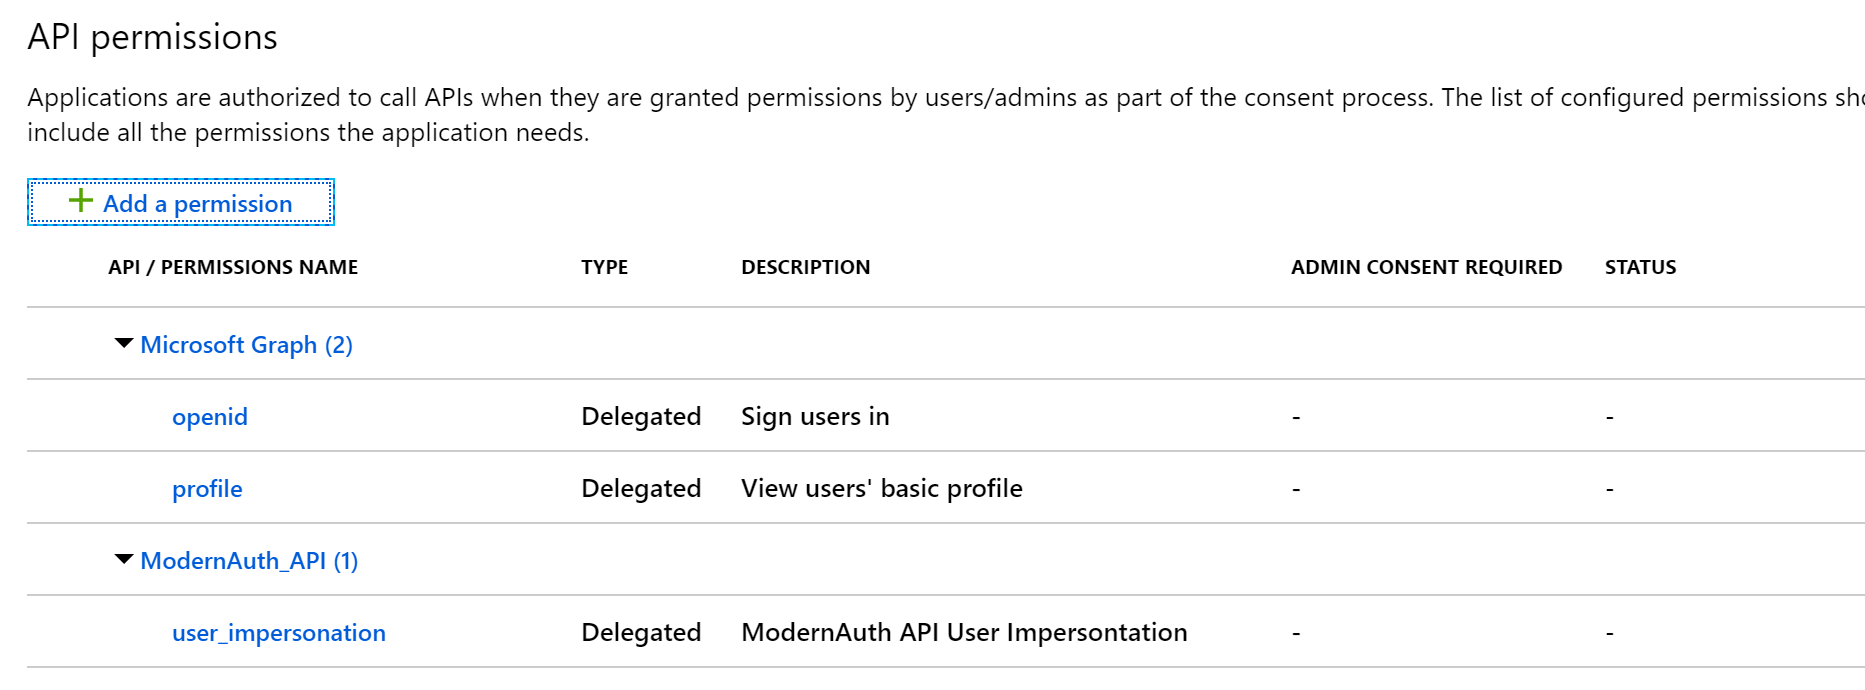 API permissions
Applications are authorized to call APIs when they are granted permissions by users/admins as part of the consent process. The list of configured permissions
include all the permissions the application needs.
+ Add a permission
API / PERMISSIONS NAME TYPE DESCRIPTION ADMIN CONSENT REQUIRED STATUS
Microsoft Graph (2)
openid Delegated Sign users in - -
profile Delegated View users' basic profile - -
ModernAuth_API (1)
user_impersonation Delegated ModernAuth API User Impersontation - -